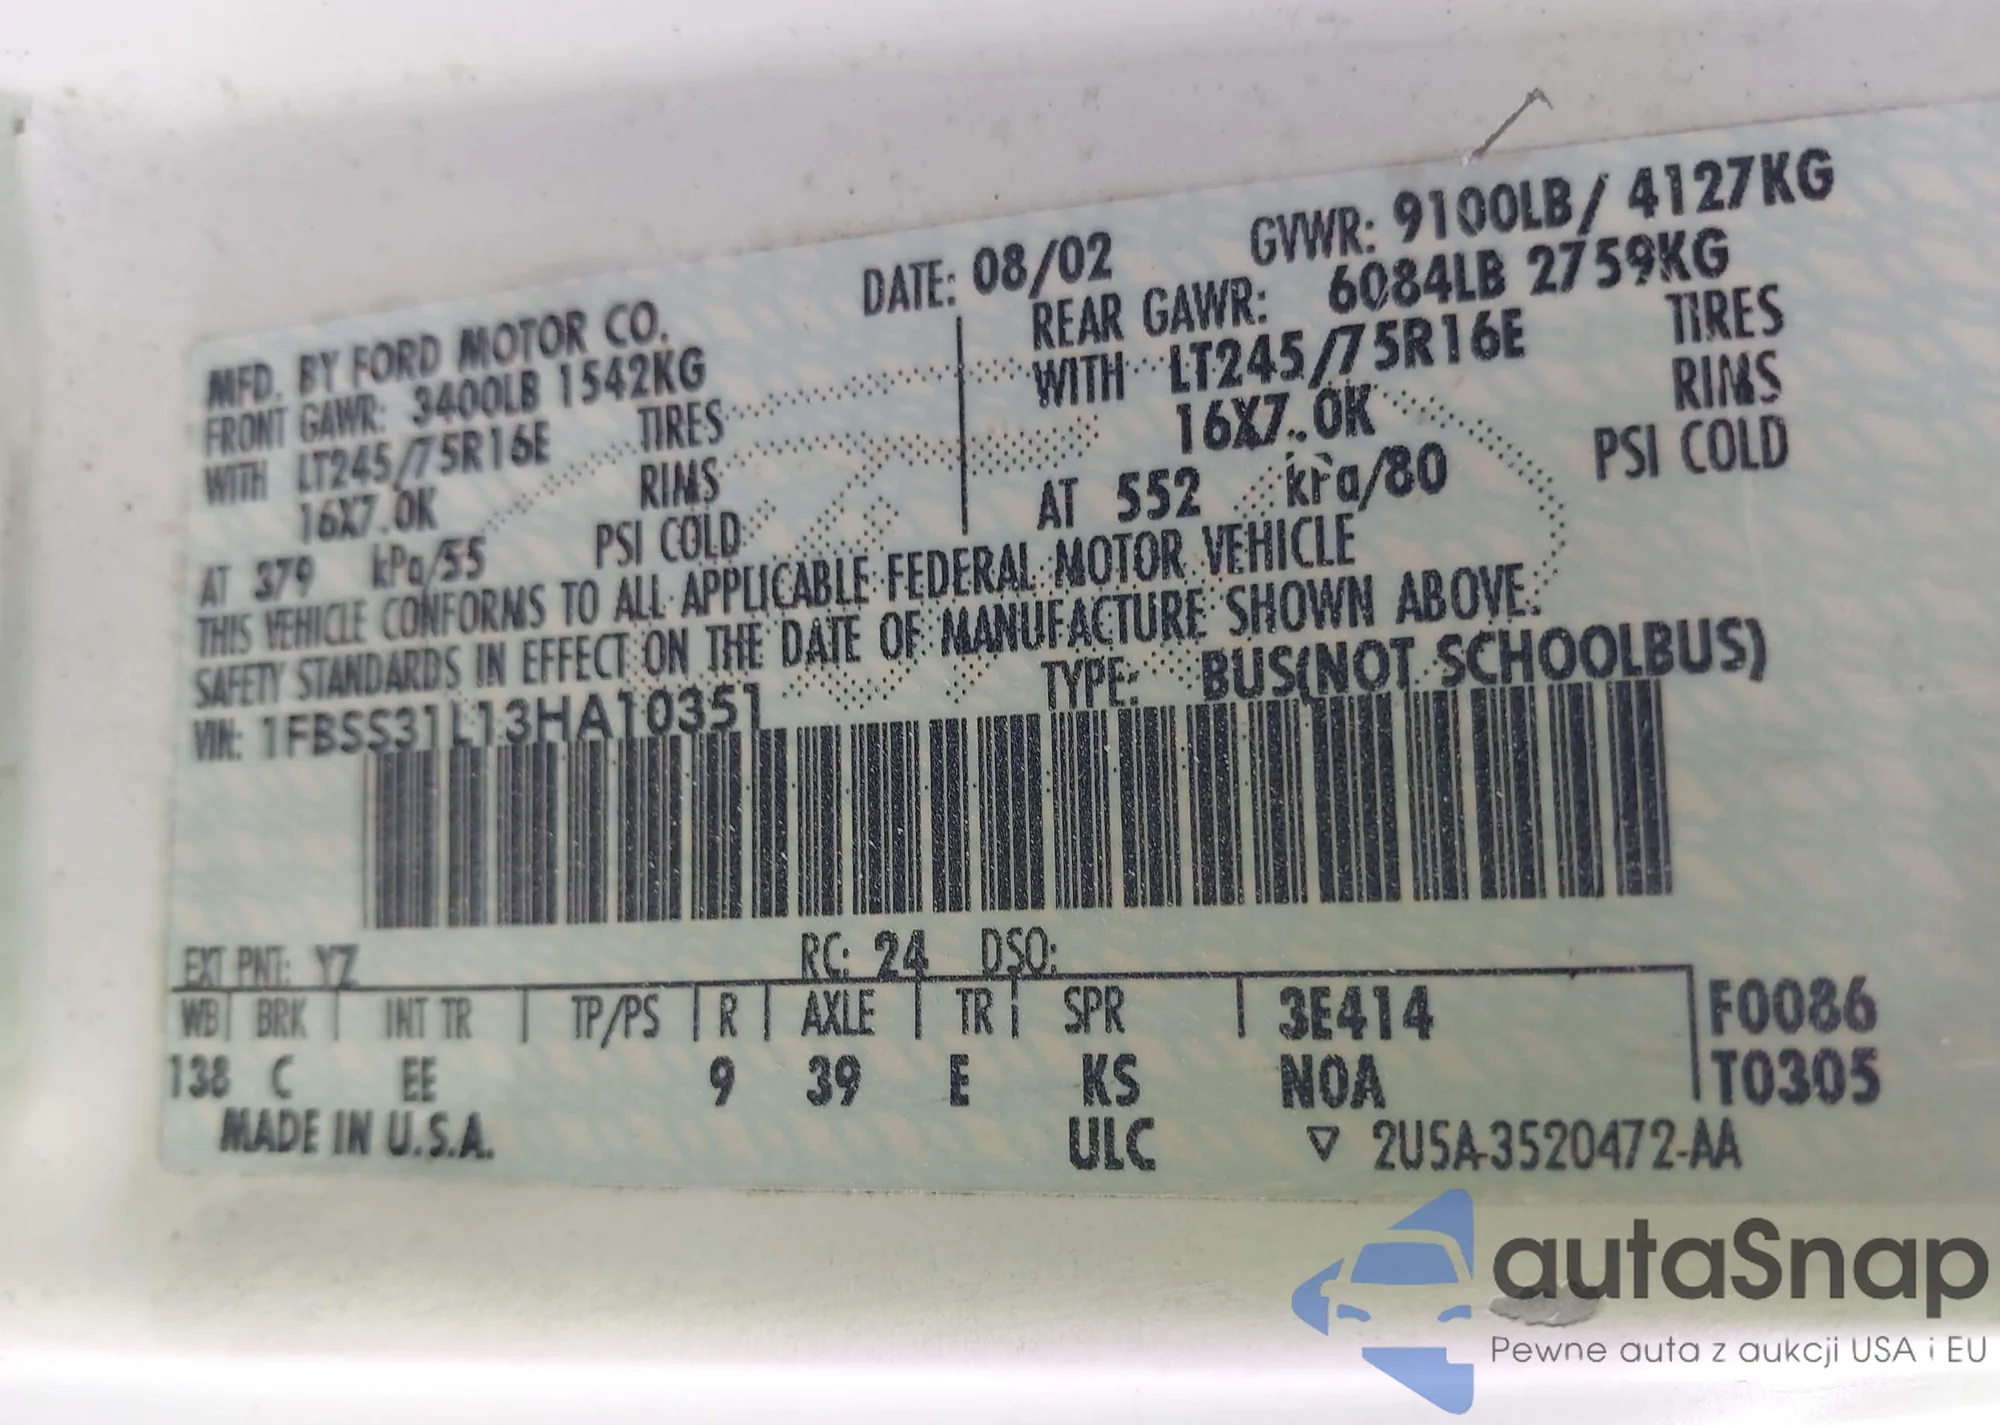 MFD. BY FORD MOTOR CO.
DATE: 08/02
GVWR: 9100LB/ 4127KG
FRONT GAWR: 3400LB 1542KG
REAR GAWR: 6084LB 2759KG
WITH LT245/75R16E TIRES
WITH LT245/75R16E TIRES
16X7.0K RIMS
16X7.0K RIMS
AT 379 kPa/55 PSI COLD
AT 552 kPa/80 PSI COLD
THIS VEHICLE CONFORMS TO ALL APPLICABLE FEDERAL MOTOR VEHICLE
SAFETY STANDARDS IN EFFECT ON THE DATE OF MANUFACTURE SHOWN ABOVE.
VIN: 1FBSS31L13HA10351
TYPE: BUS(NOT SCHOOLBUS)
EXT PNT: YZ RC: 24 DSO:
WB BRK INT TR TP/PS R AXLE TR SPR 3E414 F0086
138 C EE 9 39 E KS NOA T0305
MADE IN U.S.A. ULC ▽ 2U5A-3520472-AA
autaSnap
Pewne auta z aukcji USA i EU